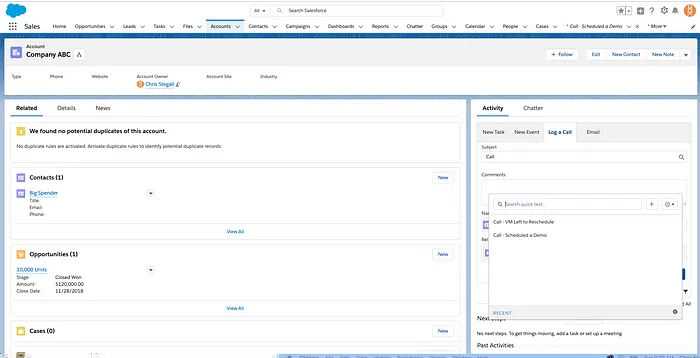 All
Search Salesforce
Sales
Home
Opportunities
Leads
Tasks
Files
Accounts
Contacts
Campaigns
Dashboards
Reports
Chatter
Groups
Calendar
People
Cases
* Call - Scheduled a Demo
* More
Account
Company ABC
+ Follow
Edit
New Contact
New Note
Type
Phone
Website
Account Owner
Account Site
Industry
Chris Stegall
Related
Details
News
We found no potential duplicates of this account.
No duplicate rules are activated. Activate duplicate rules to identify potential duplicate records.
Contacts (1)
New
Big Spender
Title:
Email:
Phone:
View All
Opportunities (1)
New
10,000 Units
Stage: Closed Won
Amount: $120,000.00
Close Date: 11/28/2018
View All
Cases (0)
New
Activity
Chatter
New Task
New Event
Log a Call
Email
Subject
Call
Comments
Search quick text...
Call - VM Left to Reschedule
Call - Scheduled a Demo
RECENT
Next Steps
No next steps. To get things moving, add a task or set up a meeting.
Past Activities